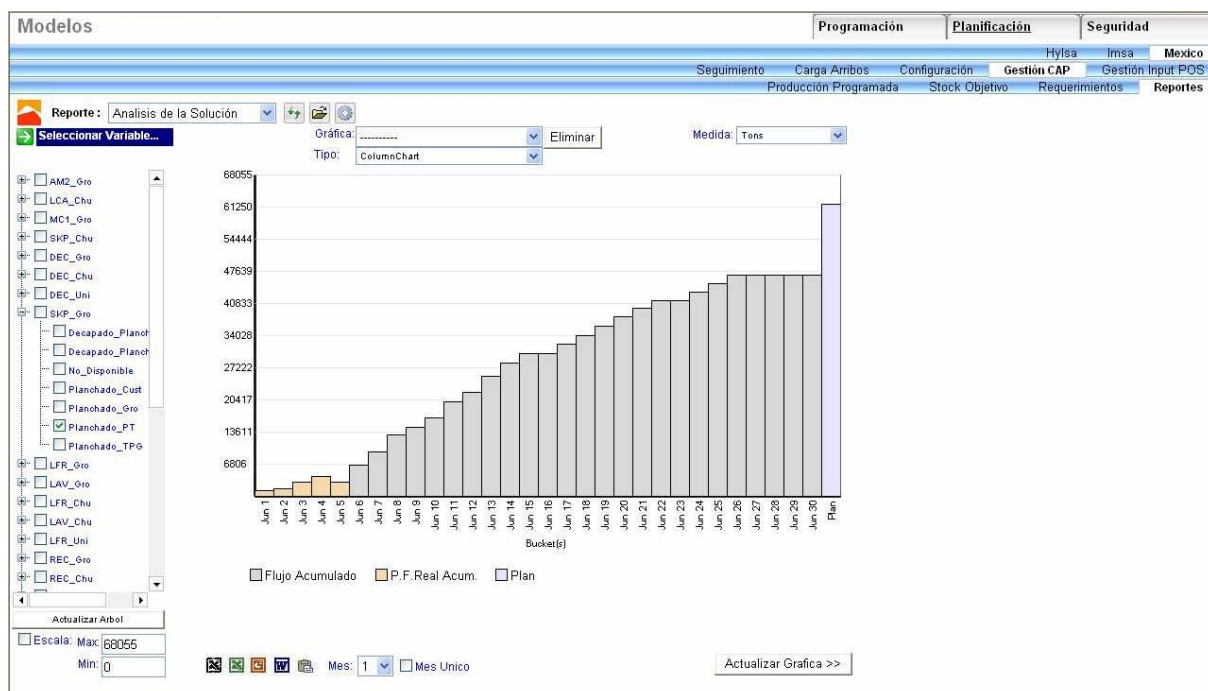 Modelos
Programación Planificación Seguridad
Hylsa Imsa Mexico
Seguimiento Carga Arribos Configuración Gestión CAP Gestión Input POS
Producción Programada Stock Objetivo Requerimientos Reportes
Reporte : Analisis de la Solución
Seleccionar Variable...
Gráfica: ---------- Eliminar
Medida: Tons
Tipo: ColumnChart
AM2_Gro
LCA_Chu
MC1_Gro
SKP_Chu
DEC_Gro
DEC_Chu
DEC_Uni
SKP_Gro
Decapado_Planch
Decapado_Planch
No_Disponible
Planchado_Cust
Planchado_Gro
Planchado_PT
Planchado_TPG
LFR_Gro
LAV_Gro
LFR_Chu
LAV_Chu
LFR_Uni
REC_Gro
REC_Chu
Actualizar Arbol
Escala: Max: 68055
Min: 0
68055
61250
54444
47639
40833
34028
27222
20417
13611
6806
Jun 1
Jun 2
Jun 3
Jun 4
Jun 5
Jun 6
Jun 7
Jun 8
Jun 9
Jun 10
Jun 11
Jun 12
Jun 13
Jun 14
Jun 15
Jun 16
Jun 17
Jun 18
Jun 19
Jun 20
Jun 21
Jun 22
Jun 23
Jun 24
Jun 25
Jun 26
Jun 27
Jun 28
Jun 29
Jun 30
Plan
Bucket(s)
Flujo Acumulado P.F.Real Acum. Plan
Mes: 1 Mes Unico
Actualizar Grafica >>